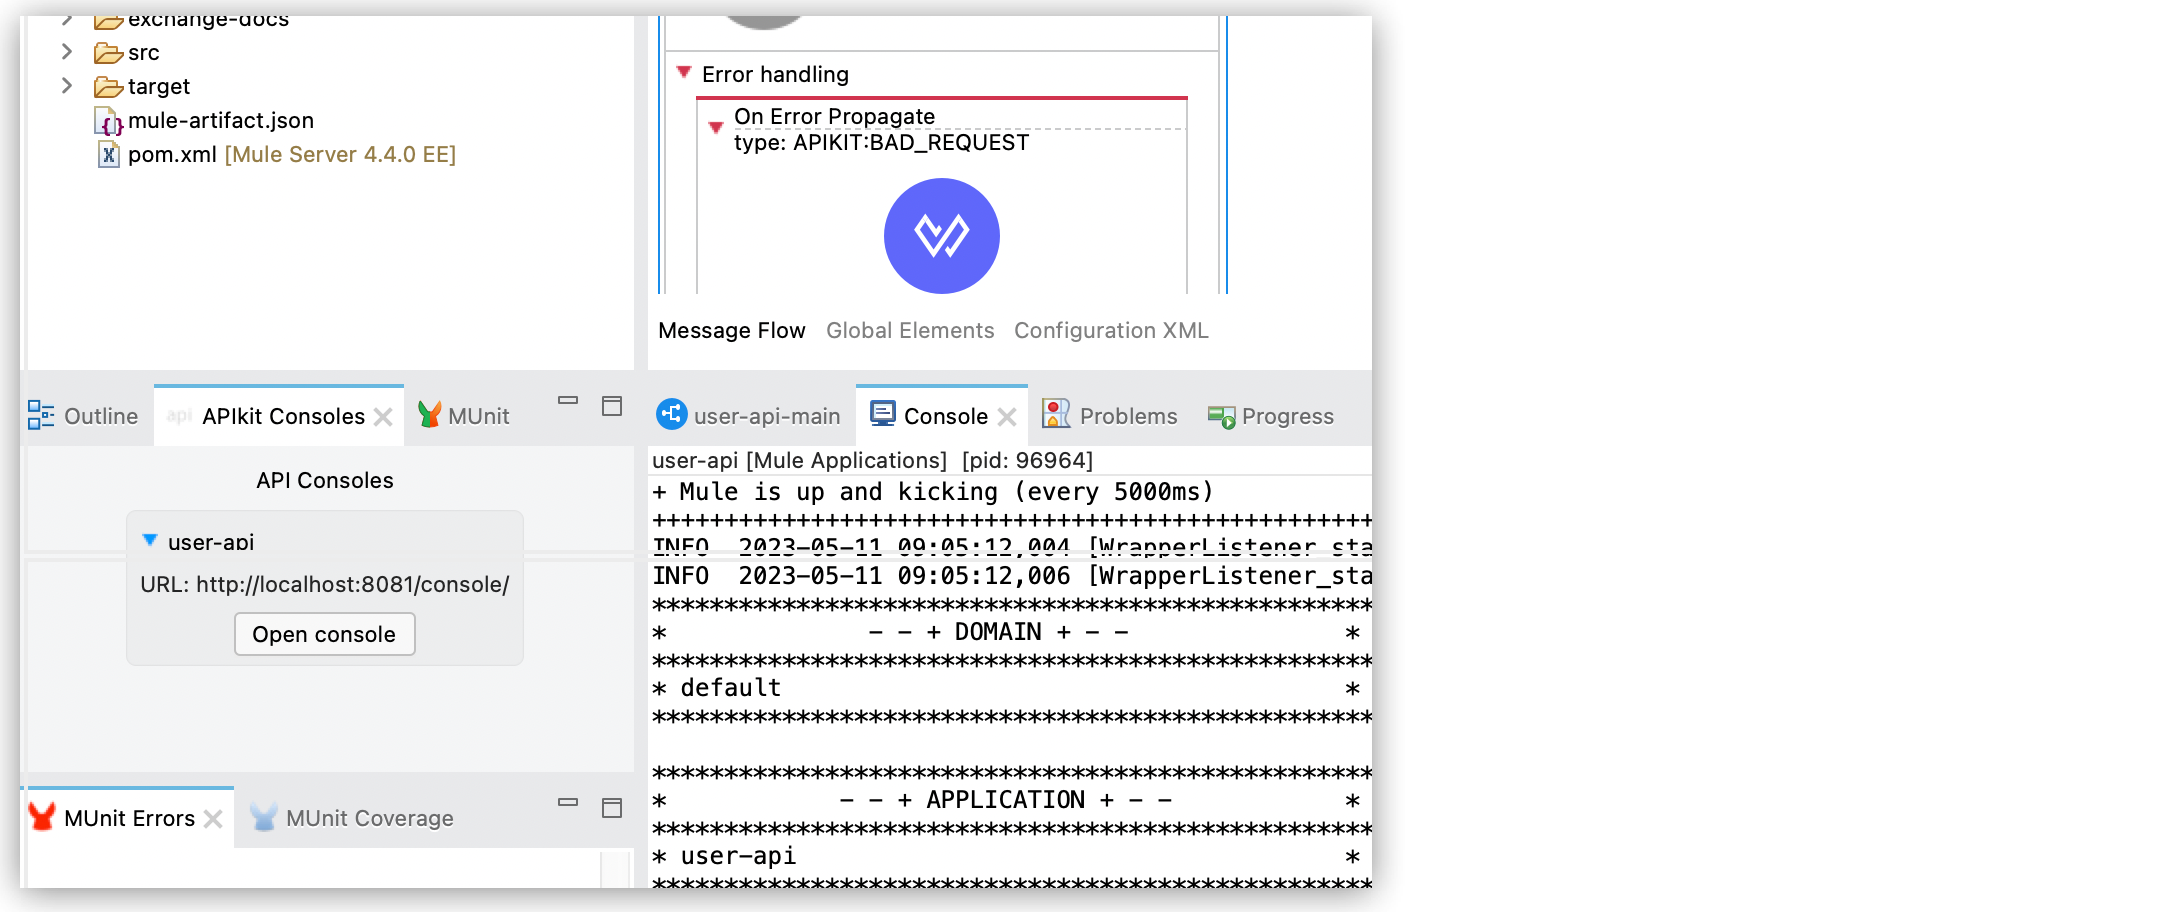 exchange-docs
src
target
mule-artifact.json
pom.xml [Mule Server 4.4.0 EE]
Error handling
On Error Propagate
type: APIKIT:BAD_REQUEST
Message Flow Global Elements Configuration XML
Outline api APIkit Consoles MUnit
API Consoles
user-api
URL: http://localhost:8081/console/
Open console
MUnit Errors MUnit Coverage
user-api-main Console Problems Progress
user-api [Mule Applications] [pid: 96964]
+ Mule is up and kicking (every 5000ms)
++++++++++++++++++++++++++++++++++++++++++++++++++
INFO 2023-05-11 09:05:12,004 [WrapperListener_sta
INFO 2023-05-11 09:05:12,006 [WrapperListener_sta
**************************************************
* - - + DOMAIN + - - *
**************************************************
* default *
**************************************************
**************************************************
* - - + APPLICATION + - - *
**************************************************
* user-api *
**************************************************